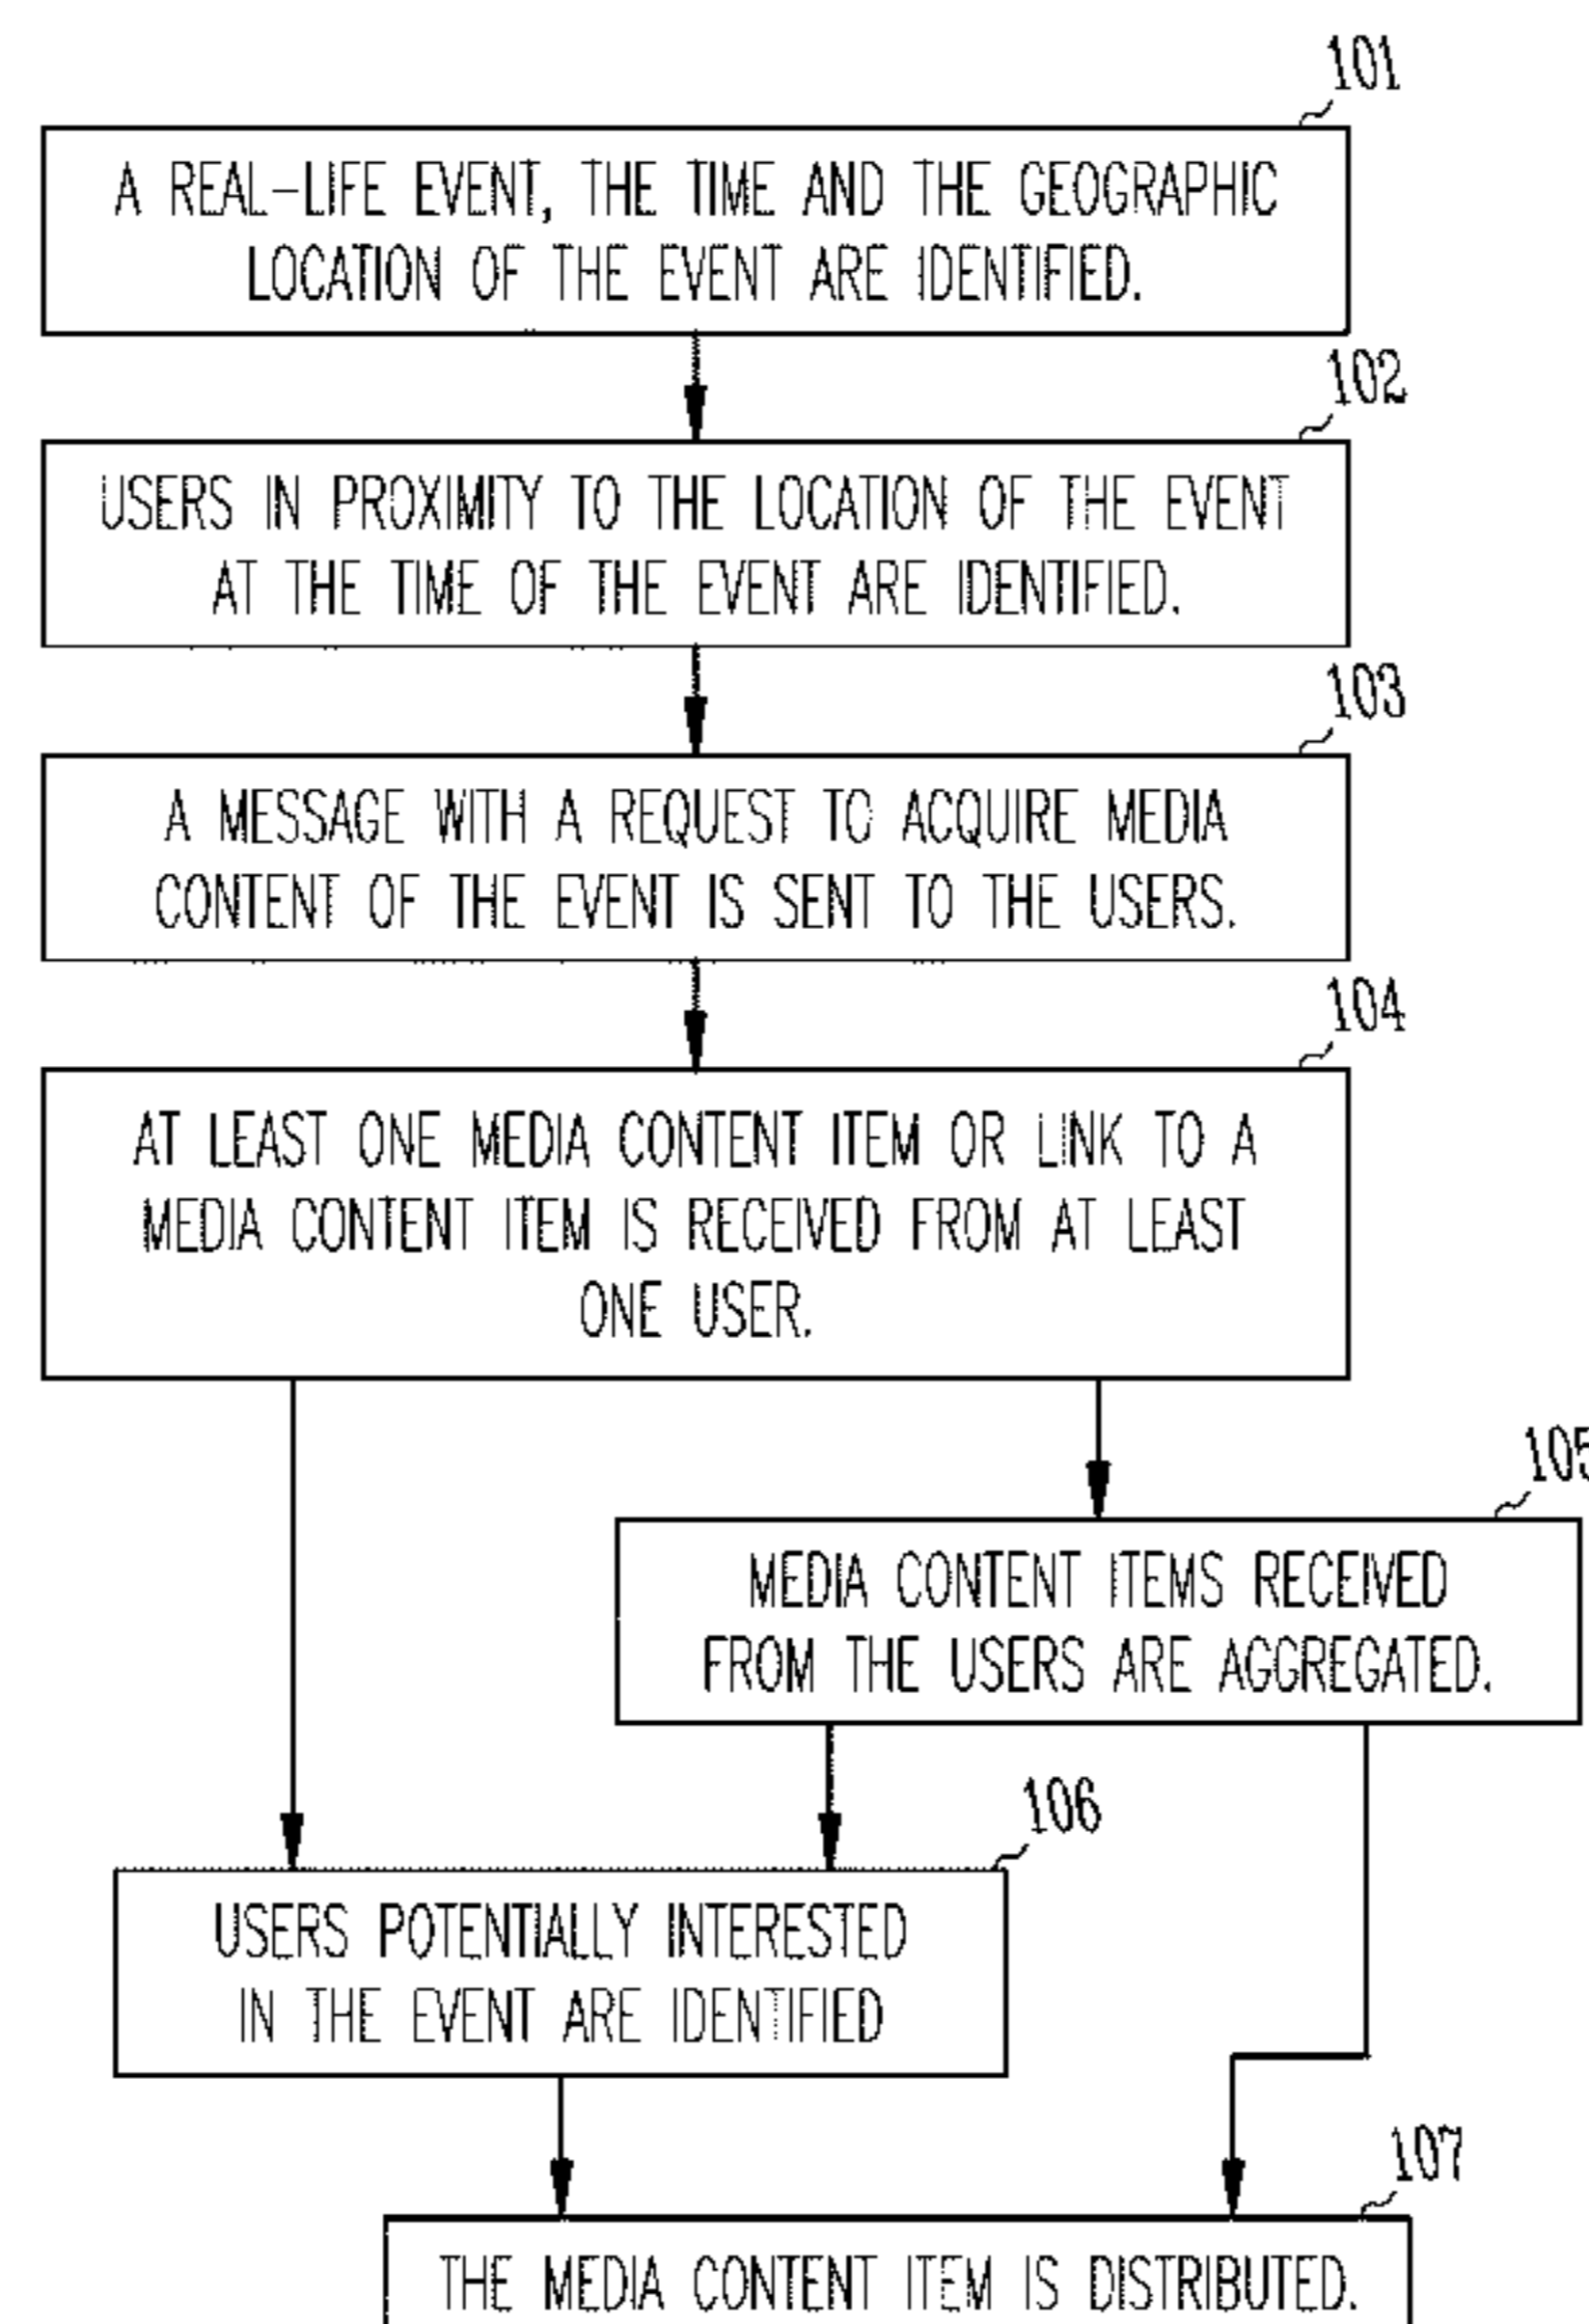 101
A REAL-LIFE EVENT, THE TIME AND THE GEOGRAPHIC
LOCATION OF THE EVENT ARE IDENTIFIED.
102
USERS IN PROXIMITY TO THE LOCATION OF THE EVENT
AT THE TIME OF THE EVENT ARE IDENTIFIED.
103
A MESSAGE WITH A REQUEST TO ACQUIRE MEDIA
CONTENT OF THE EVENT IS SENT TO THE USERS.
104
AT LEAST ONE MEDIA CONTENT ITEM OR LINK TO A
MEDIA CONTENT ITEM IS RECEIVED FROM AT LEAST
ONE USER.
105
MEDIA CONTENT ITEMS RECEIVED
FROM THE USERS ARE AGGREGATED.
106
USERS POTENTIALLY INTERESTED
IN THE EVENT ARE IDENTIFIED
107
THE MEDIA CONTENT ITEM IS DISTRIBUTED.